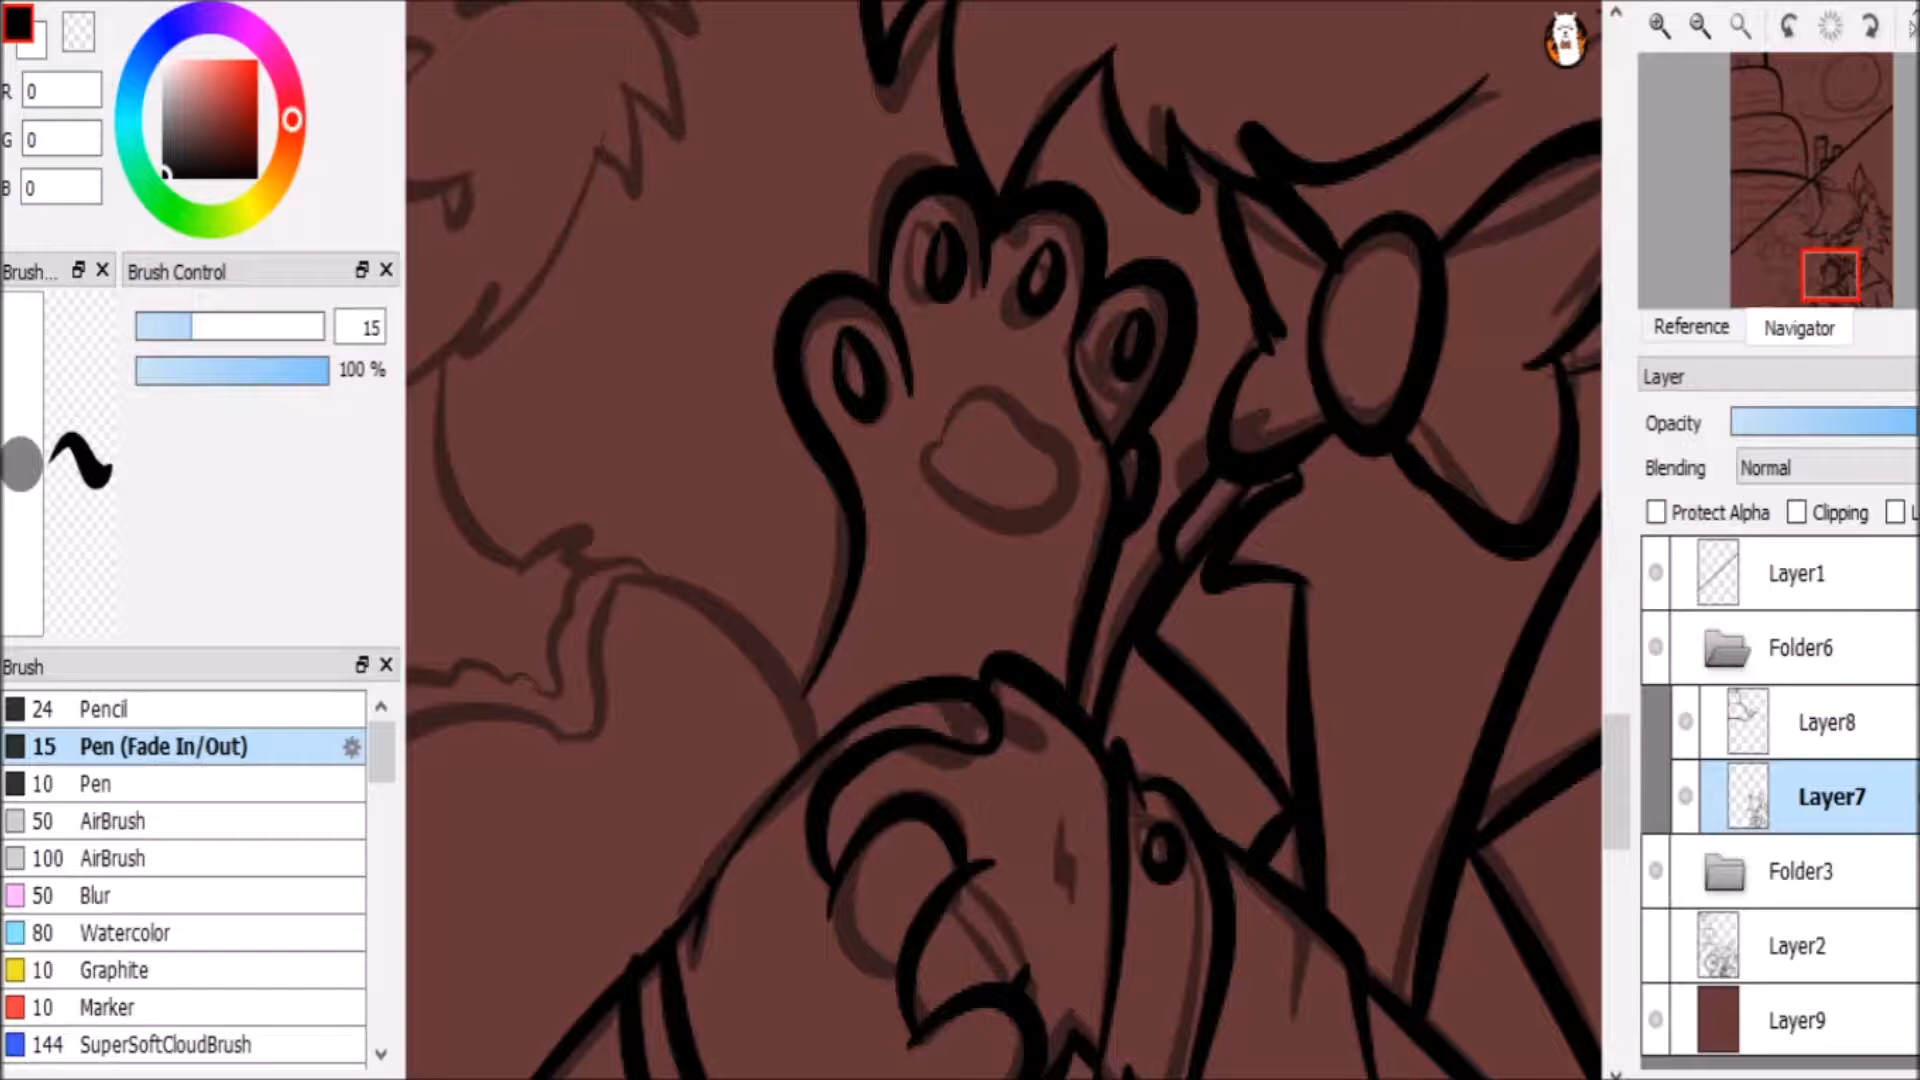 R 0
G 0
B 0
Brush...
Brush Control
15
100 %
Brush
24 Pencil
15 Pen (Fade In/Out)
10 Pen
50 AirBrush
100 AirBrush
50 Blur
80 Watercolor
10 Graphite
10 Marker
144 SuperSoftCloudBrush
Reference Navigator
Layer
Opacity
Blending Normal
Protect Alpha Clipping L
Layer1
Folder6
Layer8
Layer7
Folder3
Layer2
Layer9